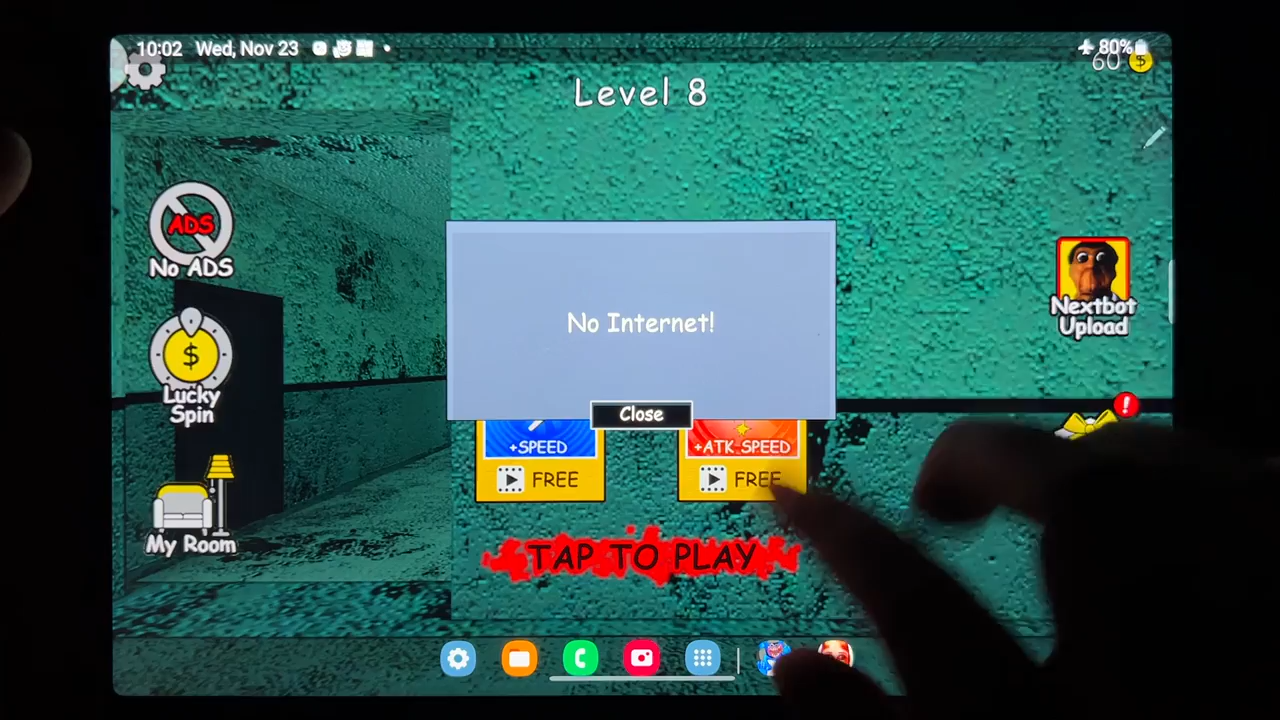 10:02 Wed, Nov 23
80%
60
Level 8
ADS
No ADS
$
Lucky
Spin
My Room
No Internet!
Close
Nextbot
Upload
!
+SPEED
FREE
+ATK SPEED
FREE
TAP TO PLAY